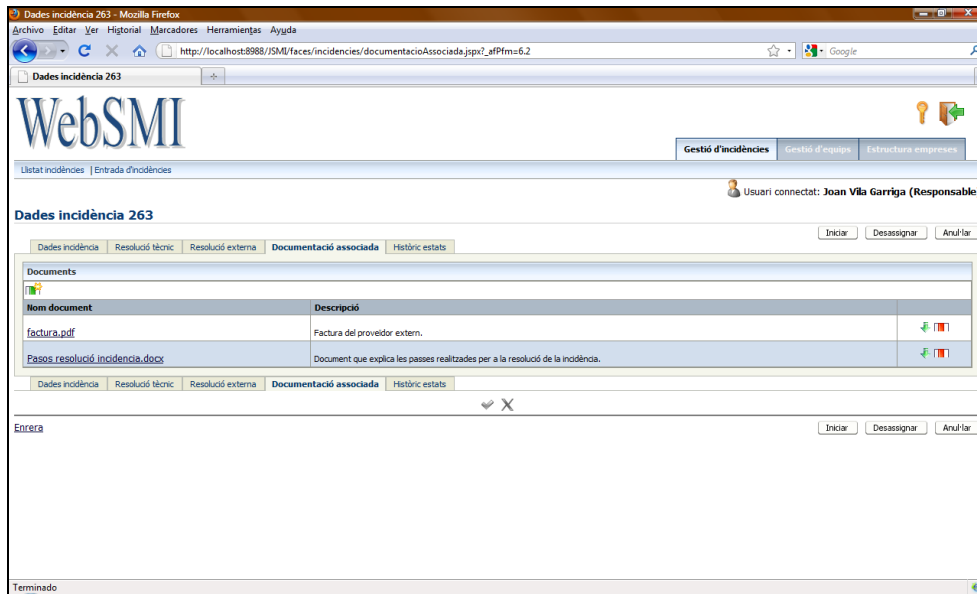 Dades incidència 263 - Mozilla Firefox
Archivo Editar Ver Historial Marcadores Herramientas Ayuda
http://localhost:8988/JSMI/faces/incidencies/documentacioAssociada.jspx?_afPfm=6.2
Google
Dades incidència 263
WebSMI
Gestió d'incidències Gestió d'equips Estructura empreses
Llistat incidències | Entrada d'incidències
Usuari connectat: Joan Vila Garriga (Responsable
Dades incidència 263
Iniciar Desassignar Anul·lar
Dades incidència Resolució tècnic Resolució externa Documentació associada Històric estats
Documents
Nom document Descripció
factura.pdf Factura del proveïdor extern.
Pasos resolució incidencia.docx Document que explica les passes realitzades per a la resolució de la incidència.
Dades incidència Resolució tècnic Resolució externa Documentació associada Històric estats
Enrera Iniciar Desassignar Anul·lar
Terminado